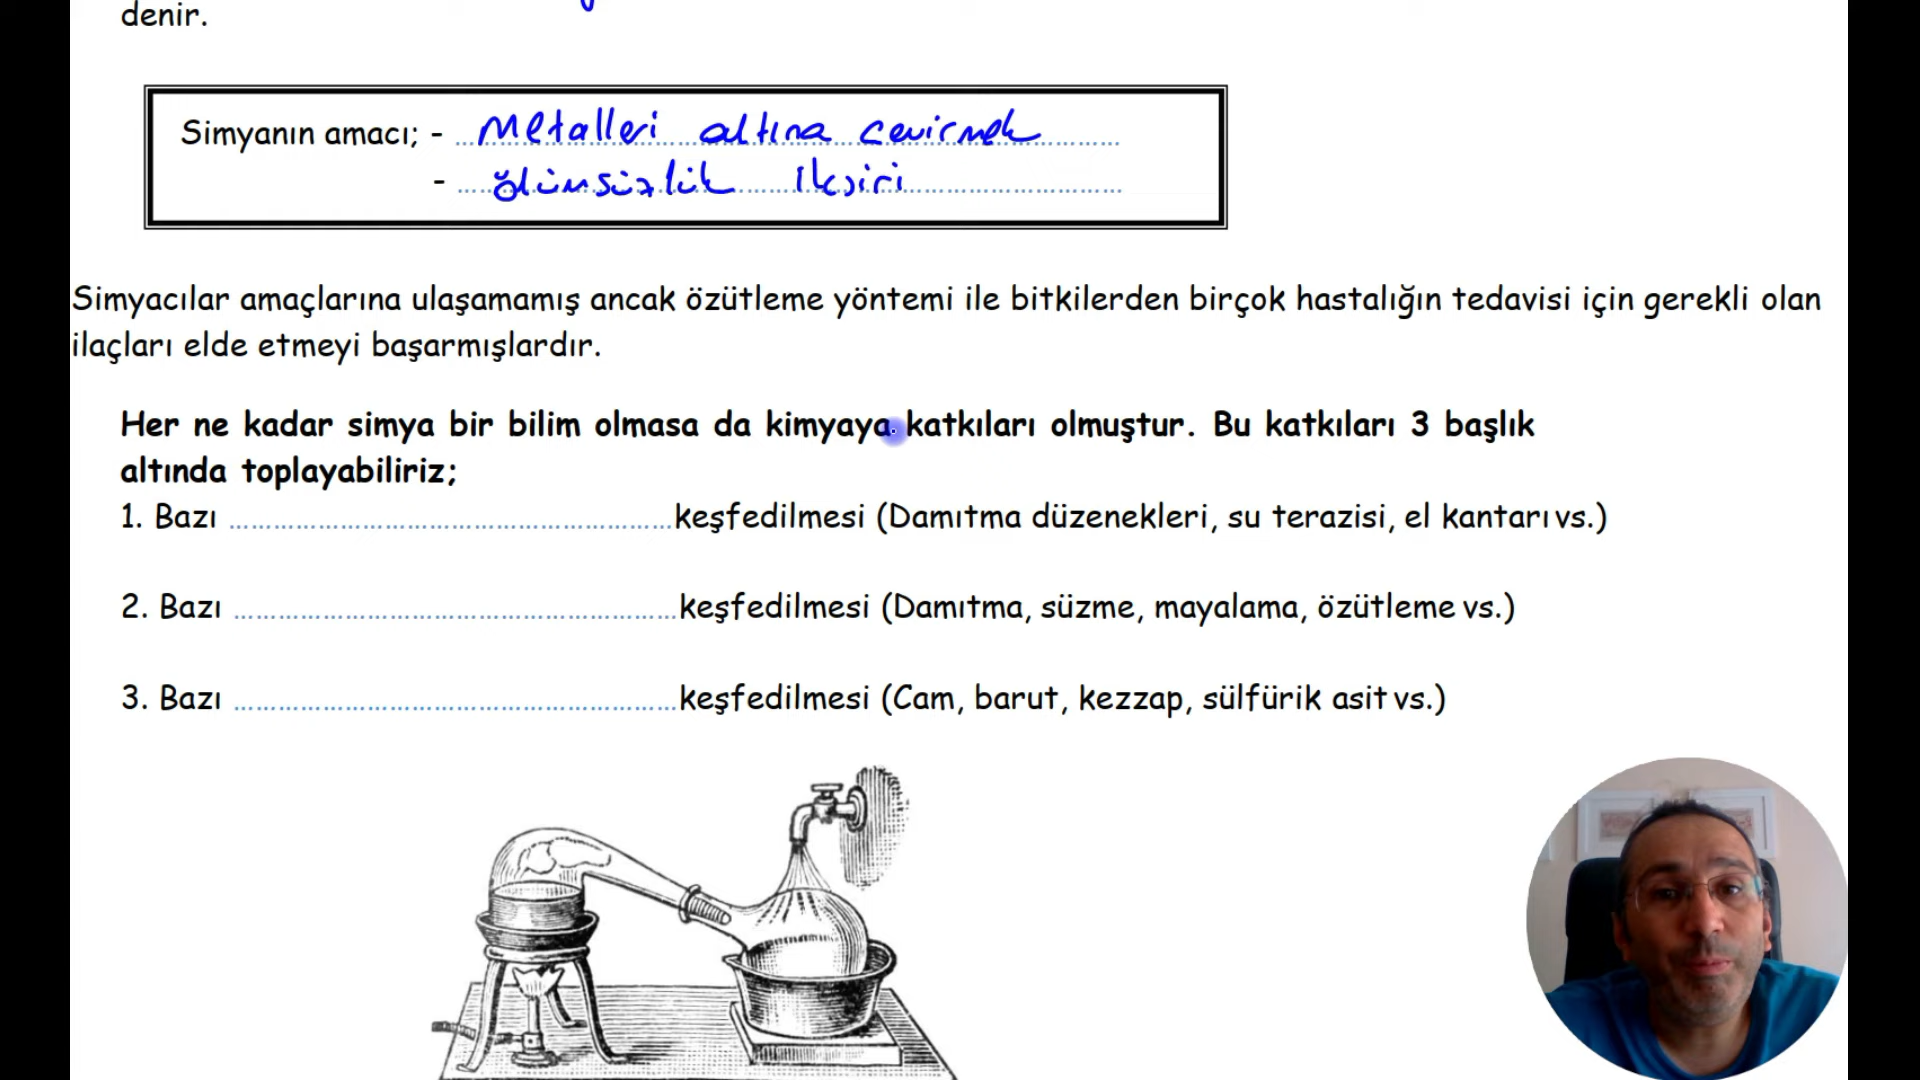 denir.
Simyanın amacı; - Metalleri altına cevirmek
- ölümsüzlük iksiri
Simyacılar amaçlarına ulaşamamış ancak özütleme yöntemi ile bitkilerden birçok hastalığın tedavisi için gerekli olan
ilaçları elde etmeyi başarmışlardır.
Her ne kadar simya bir bilim olmasa da kimyaya katkıları olmuştur. Bu katkıları 3 başlık
altında toplayabiliriz;
1. Bazı ........................................ keşfedilmesi (Damıtma düzenekleri, su terazisi, el kantarı vs.)
2. Bazı ........................................ keşfedilmesi (Damıtma, süzme, mayalama, özütleme vs.)
3. Bazı ........................................ keşfedilmesi (Cam, barut, kezzap, sülfürik asit vs.)